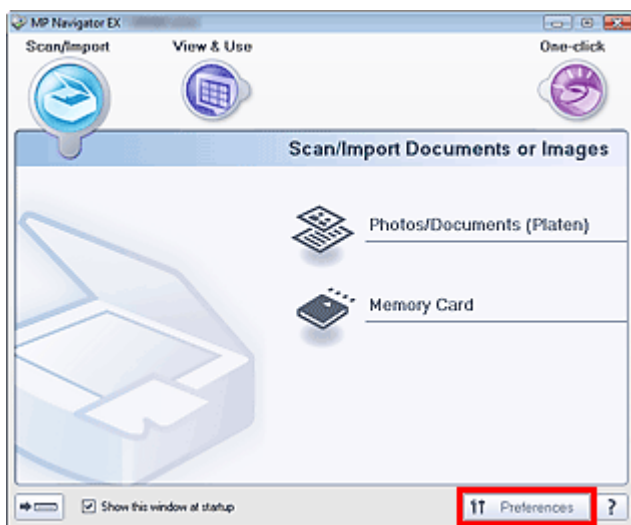 MP Navigator EX
Scan/Import
View & Use
One-click
Scan/Import Documents or Images
Photos/Documents (Platen)
Memory Card
Show this window at startup
Preferences
?